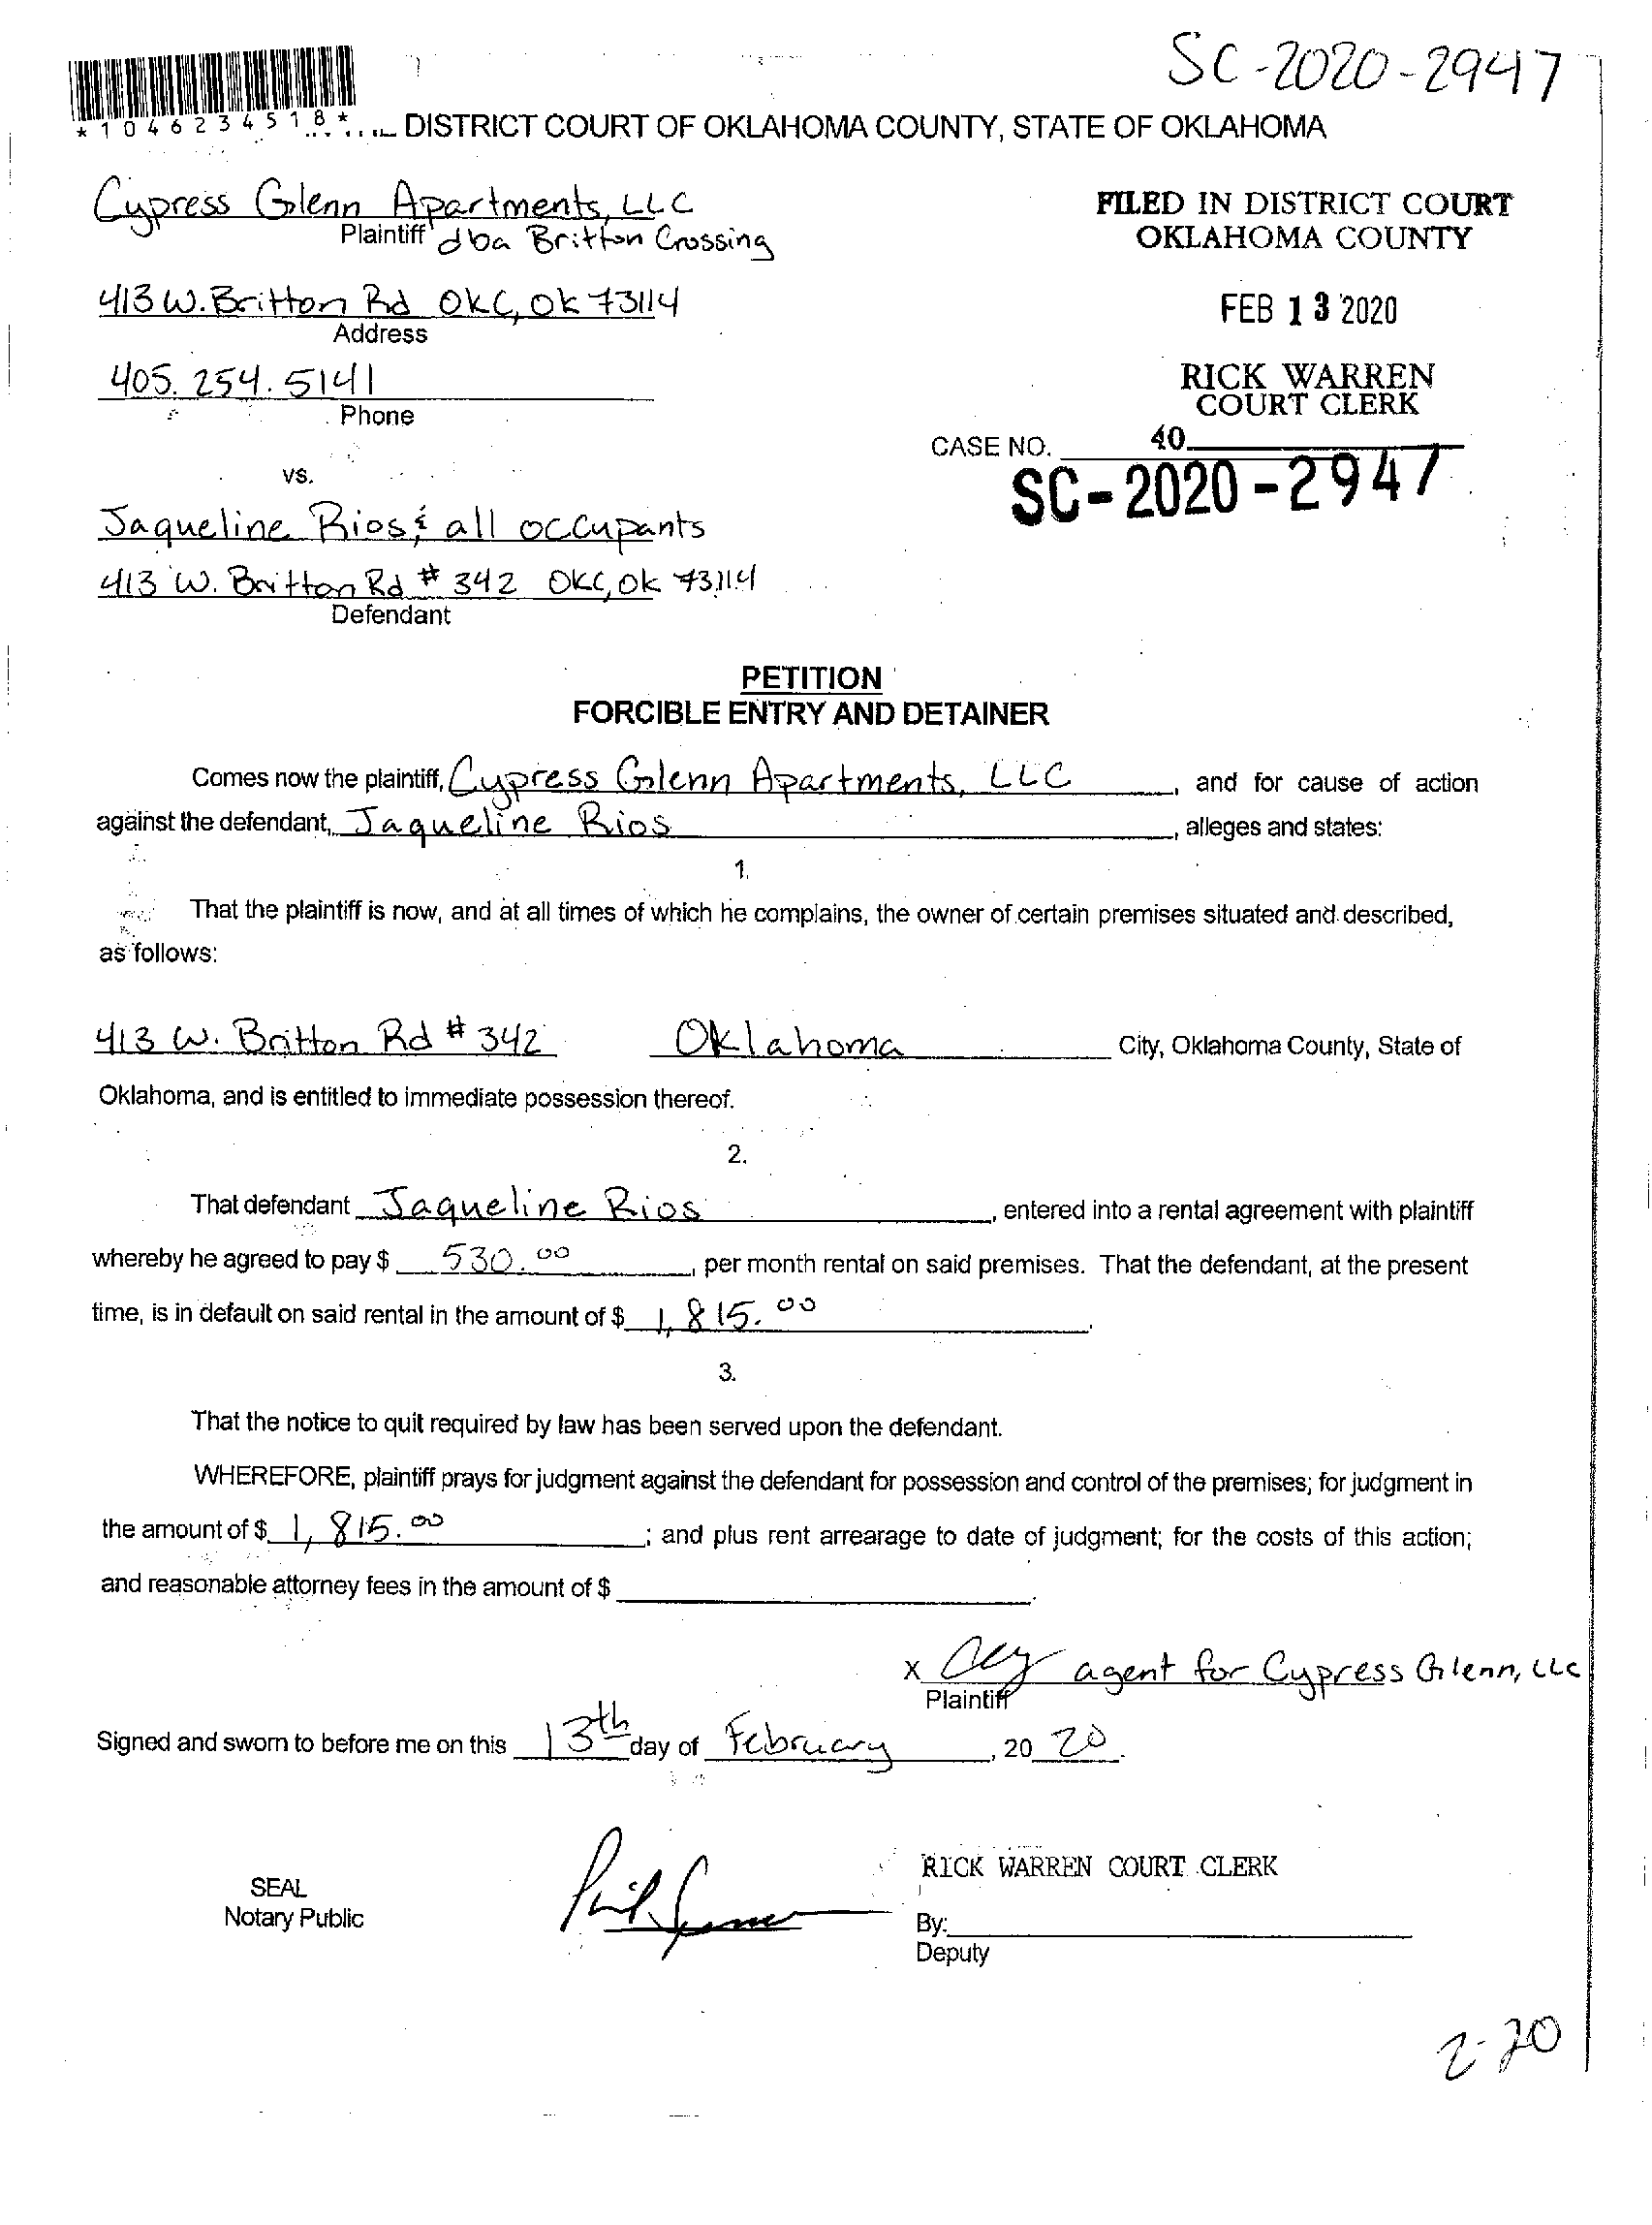 SC-2020-2947
*1046234518*
DISTRICT COURT OF OKLAHOMA COUNTY, STATE OF OKLAHOMA
Cypress Glenn Apartments, LLC
Plaintiff dba Britton Crossing
FILED IN DISTRICT COURT
OKLAHOMA COUNTY
413 W. Britton Rd OKC, OK 73114
Address
FEB 13 2020
405. 254. 5141
Phone
RICK WARREN
COURT CLERK
CASE NO. 40
SC-2020-2947
vs.
Jaqueline Rios & all occupants
413 W. Britton Rd # 342 OKC, OK 73114
Defendant
PETITION
FORCIBLE ENTRY AND DETAINER
Comes now the plaintiff, Cypress Glenn Apartments, LLC, and for cause of action
against the defendant, Jaqueline Rios, alleges and states:
1.
That the plaintiff is now, and at all times of which he complains, the owner of certain premises situated and described,
as follows:
413 W. Britton Rd # 342 Oklahoma City, Oklahoma County, State of
Oklahoma, and is entitled to immediate possession thereof.
2.
That defendant Jaqueline Rios, entered into a rental agreement with plaintiff
whereby he agreed to pay $ 530.00, per month rental on said premises. That the defendant, at the present
time, is in default on said rental in the amount of $ 1,815.00.
3.
That the notice to quit required by law has been served upon the defendant.
WHEREFORE, plaintiff prays for judgment against the defendant for possession and control of the premises; for judgment in
the amount of $ 1,815.00; and plus rent arrearage to date of judgment; for the costs of this action;
and reasonable attorney fees in the amount of $
x agent for Cypress Glenn, LLC
Plaintiff
Signed and sworn to before me on this 13th day of February, 20 20.
RICK WARREN COURT CLERK
SEAL
Notary Public
By:
Deputy
2-20